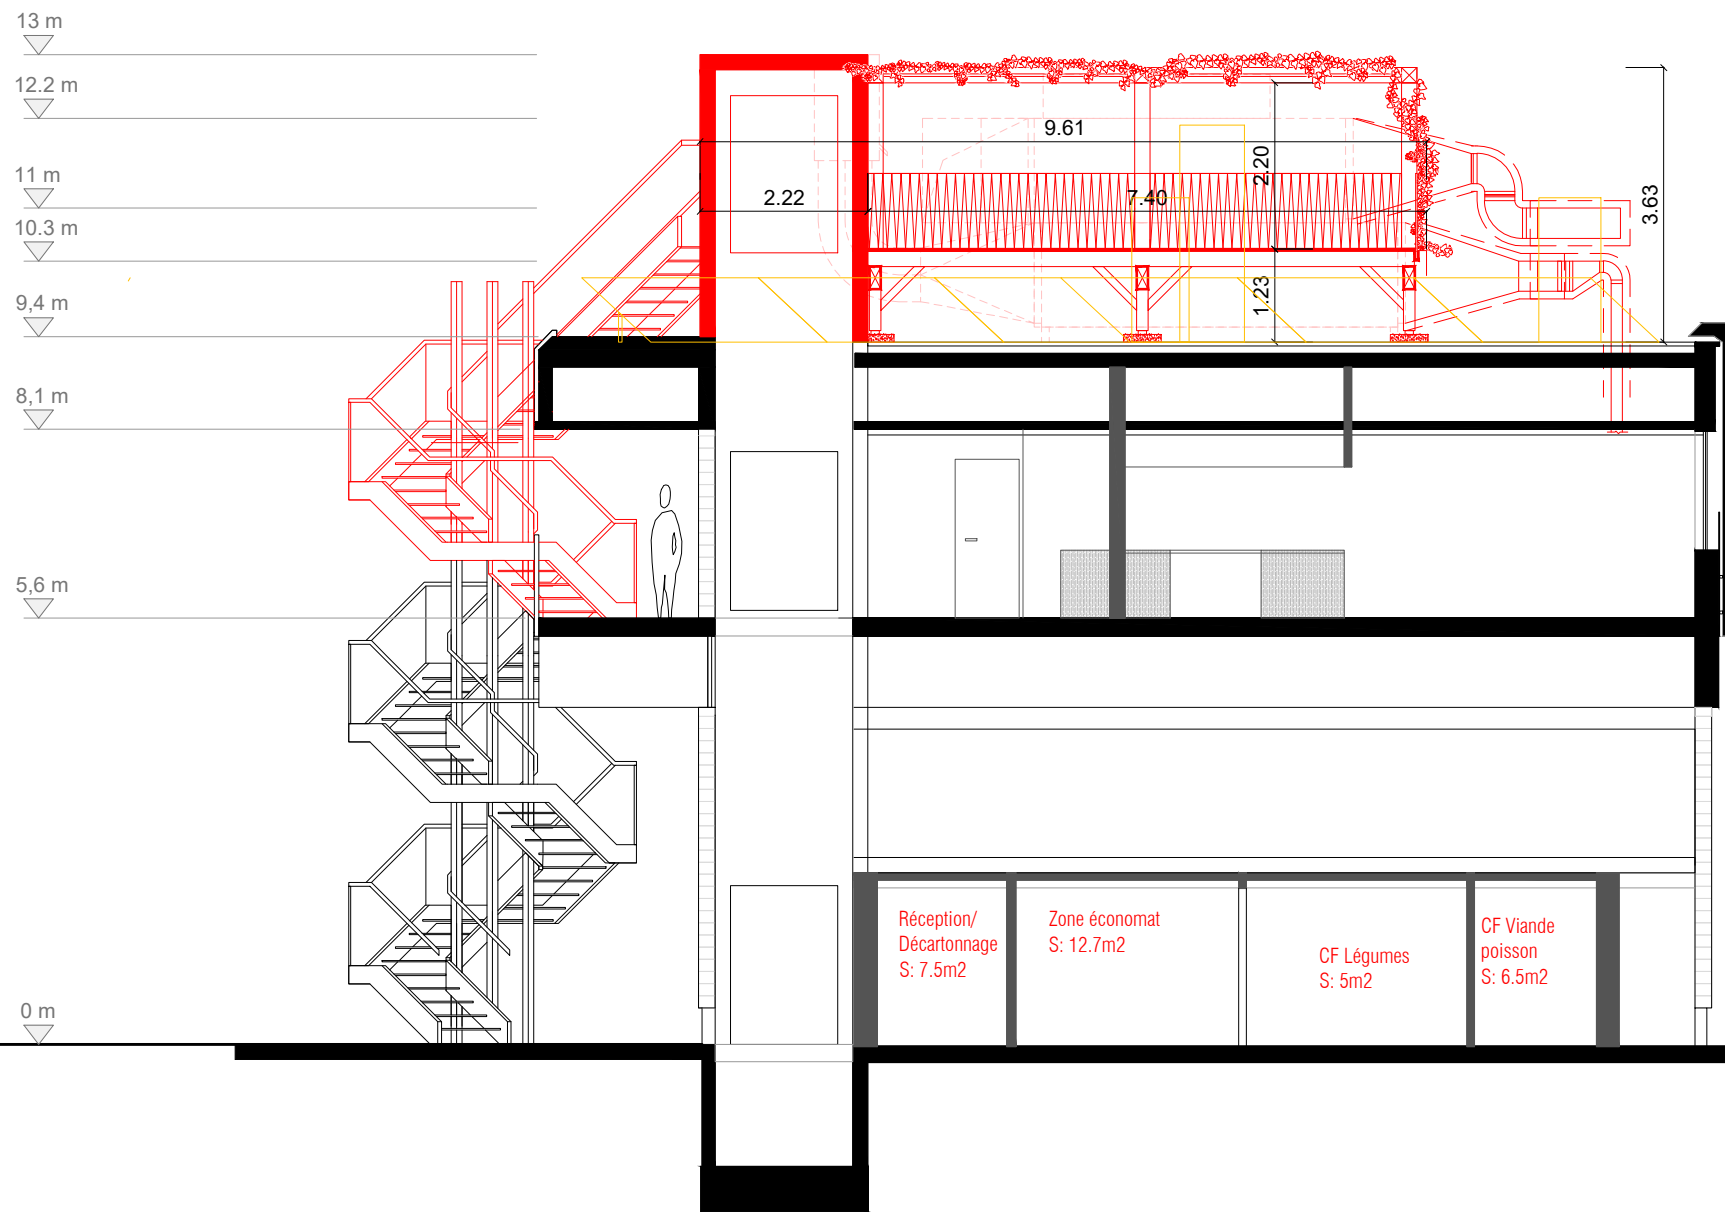 13 m
12.2 m
11 m
10.3 m
9,4 m
8,1 m
5,6 m
0 m
9.61
2.22
7.40
2.20
1.23
3.63
Réception/
Décartonnage
S: 7.5m2
Zone économat
S: 12.7m2
CF Légumes
S: 5m2
CF Viande
poisson
S: 6.5m2